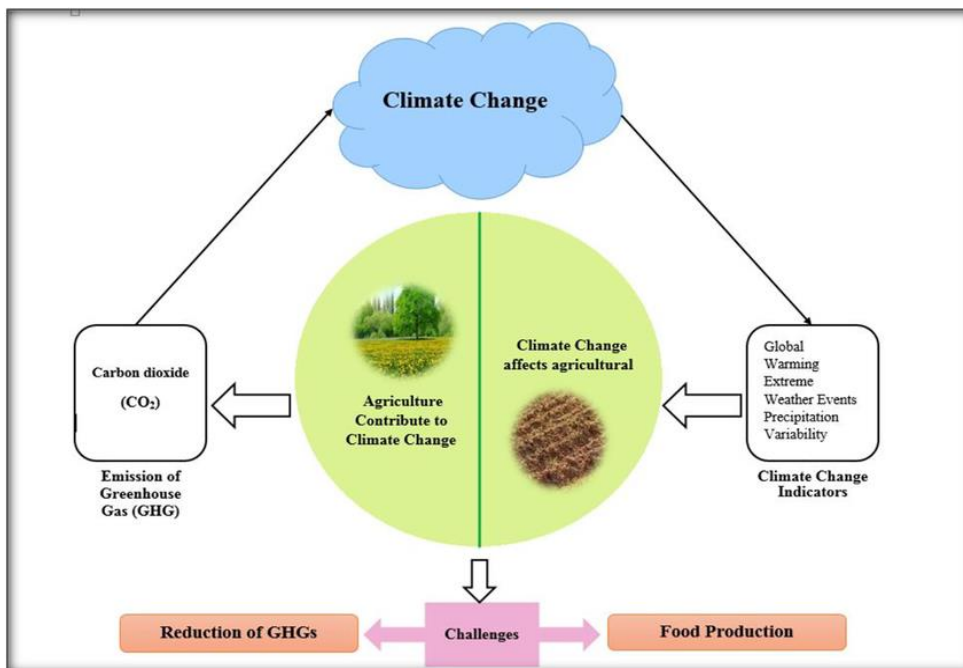 Climate Change
Carbon dioxide
(CO₂)
Emission of
Greenhouse
Gas (GHG)
Agriculture
Contribute to
Climate Change
Climate Change
affects agricultural
Global
Warming
Extreme
Weather Events
Precipitation
Variability
Climate Change
Indicators
Reduction of GHGs
Challenges
Food Production